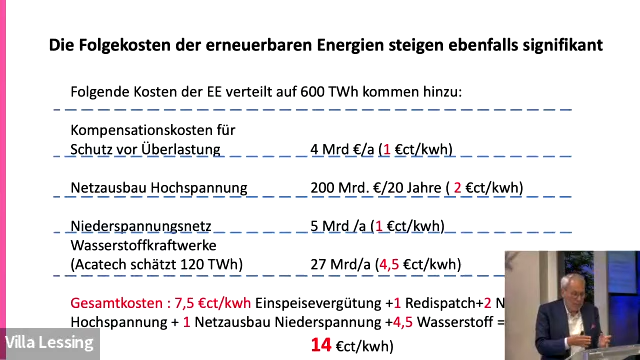 Die Folgekosten der erneuerbaren Energien steigen ebenfalls signifikant
Folgende Kosten der EE verteilt auf 600 TWh kommen hinzu:
Kompensationskosten für
Schutz vor Überlastung 4 Mrd €/a (1 €ct/kwh)
Netzausbau Hochspannung 200 Mrd. €/20 Jahre ( 2 €ct/kwh)
Niederspannungsnetz 5 Mrd /a (1 €ct/kwh)
Wasserstoffkraftwerke
(Acatech schätzt 120 TWh) 27 Mrd/a (4,5 €ct/kwh)
Gesamtkosten : 7,5 €ct/kwh Einspeisevergütung +1 Redispatch+2 N
Hochspannung + 1 Netzausbau Niederspannung +4,5 Wasserstoff =
14 €ct/kwh)
Villa Lessing